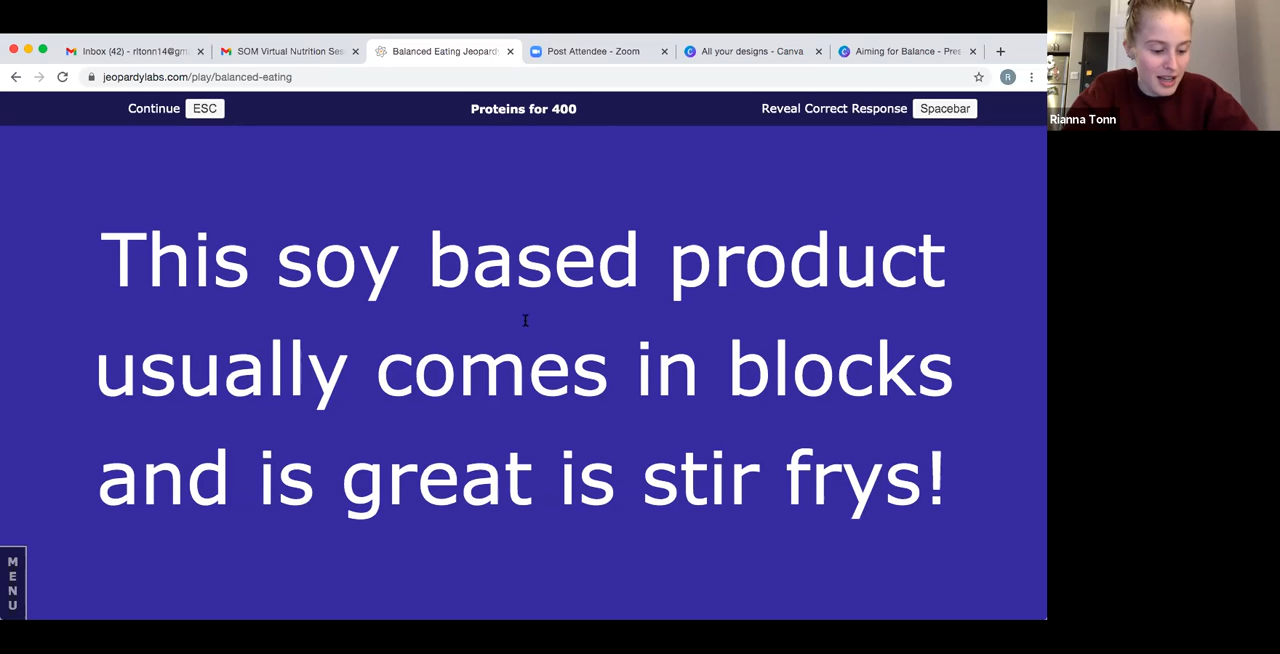 Inbox (42) - rltonn14@gm
SOM Virtual Nutrition Ses
Balanced Eating Jeopardy
Post Attendee - Zoom
All your designs - Canva
Aiming for Balance - Pres
jeopardylabs.com/play/balanced-eating
R
Continue ESC
Proteins for 400
Reveal Correct Response Spacebar
This soy based product
usually comes in blocks
and is great is stir frys!
MENU
Rianna Tonn